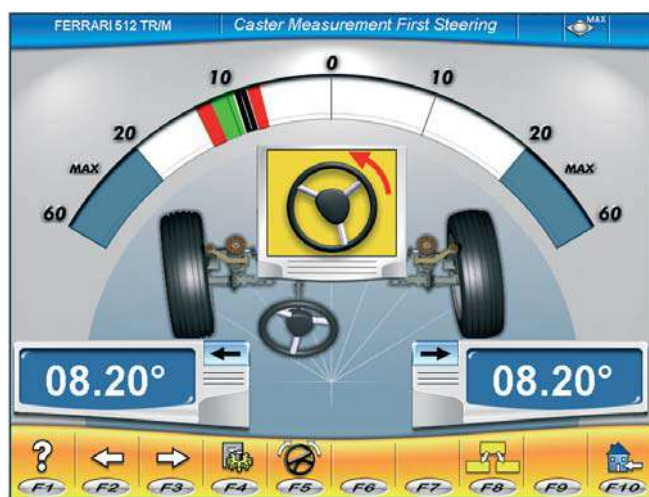 FERRARI 512 TR/M
Caster Measurement First Steering
MAX
0
10
10
20
20
MAX
MAX
60
60
08.20°
08.20°
?
F1
F2
F3
F4
F5
F6
F7
F8
F9
F10